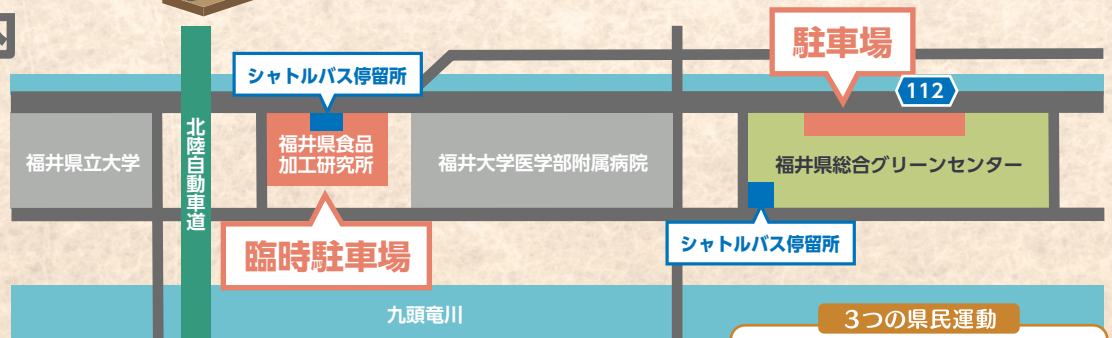 シャトルバス停留所
駐車場
112
福井県立大学
北陸自動車道
福井県食品
加工研究所
福井大学医学部附属病院
福井県総合グリーンセンター
臨時駐車場
シャトルバス停留所
九頭竜川
3つの県民運動